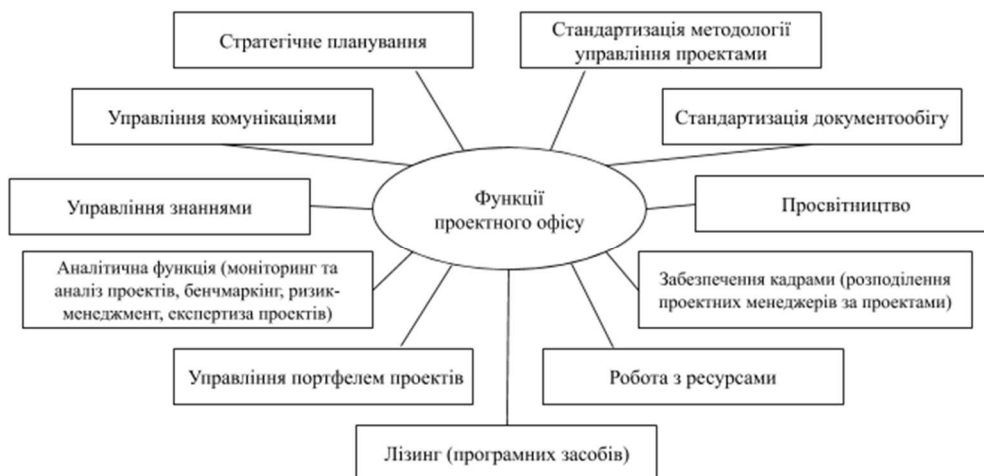 Стратегічне планування
Стандартизація методології
управління проектами
Управління комунікаціями
Стандартизація документообігу
Функції
проектного офісу
Управління знаннями
Просвітництво
Аналітична функція (моніторинг та
аналіз проектів, бенчмаркінг, ризик-
менеджмент, експертиза проектів)
Забезпечення кадрами (розподілення
проектних менеджерів за проектами)
Управління портфелем проектів
Робота з ресурсами
Лізинг (програмних засобів)